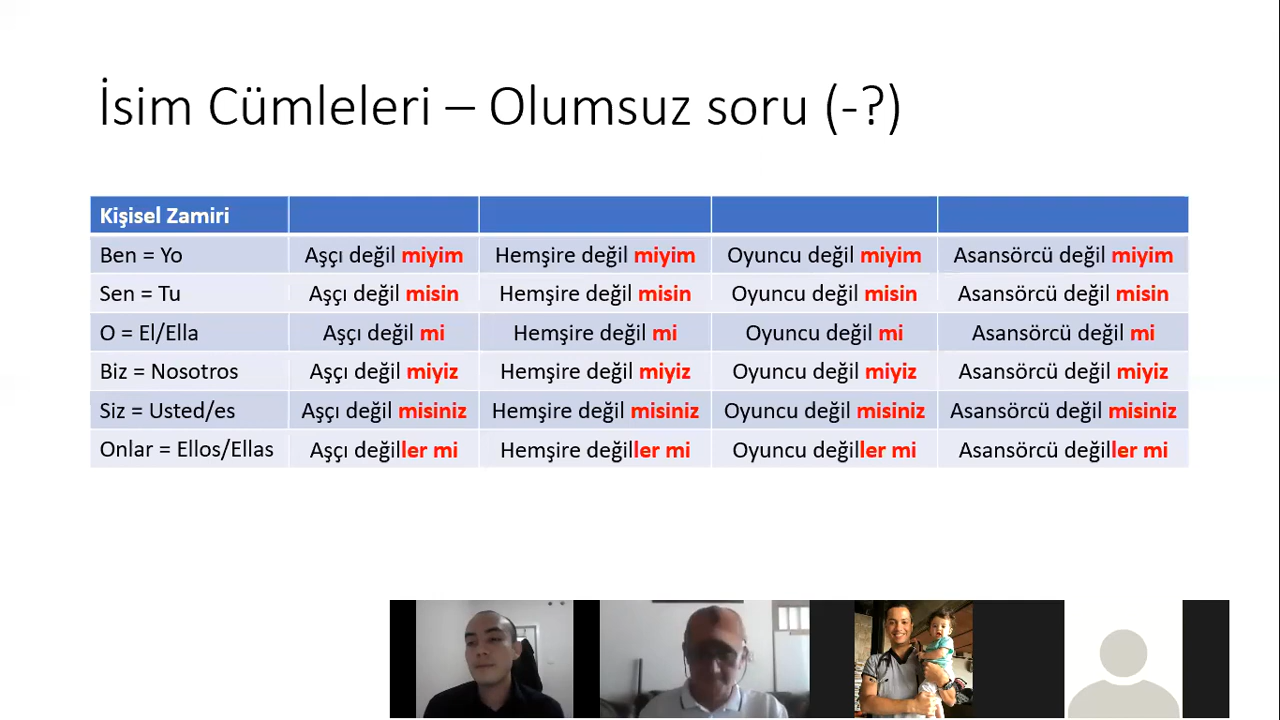 İsim Cümleleri – Olumsuz soru (-?)
Kişisel Zamiri
Ben = Yo Aşçı değil miyim Hemşire değil miyim Oyuncu değil miyim Asansörcü değil miyim
Sen = Tu Aşçı değil misin Hemşire değil misin Oyuncu değil misin Asansörcü değil misin
O = El/Ella Aşçı değil mi Hemşire değil mi Oyuncu değil mi Asansörcü değil mi
Biz = Nosotros Aşçı değil miyiz Hemşire değil miyiz Oyuncu değil miyiz Asansörcü değil miyiz
Siz = Usted/es Aşçı değil misiniz Hemşire değil misiniz Oyuncu değil misiniz Asansörcü değil misiniz
Onlar = Ellos/Ellas Aşçı değiller mi Hemşire değiller mi Oyuncu değiller mi Asansörcü değiller mi